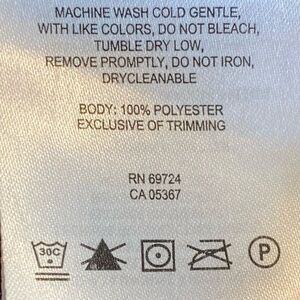 MACHINE WASH COLD GENTLE,
WITH LIKE COLORS, DO NOT BLEACH,
TUMBLE DRY LOW,
REMOVE PROMPTLY, DO NOT IRON,
DRYCLEANABLE
BODY: 100% POLYESTER
EXCLUSIVE OF TRIMMING
RN 69724
CA 05367
30C P